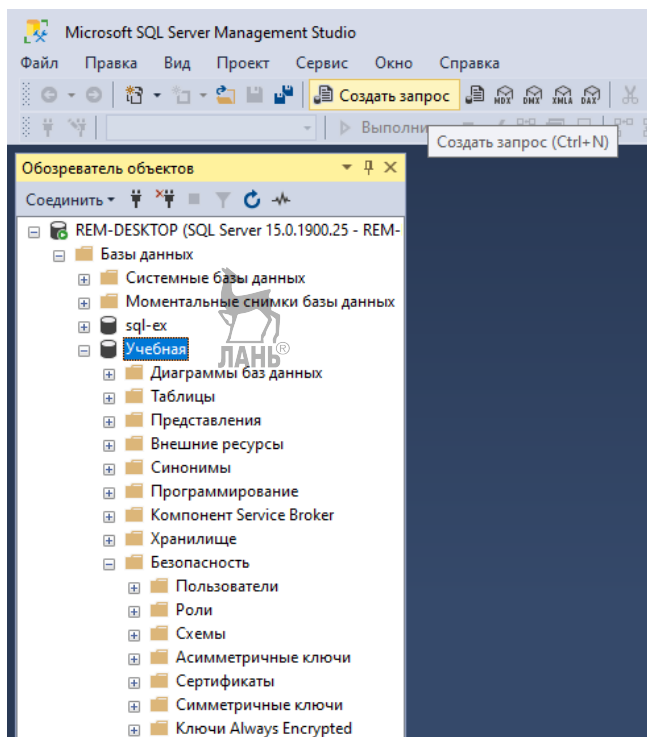 Microsoft SQL Server Management Studio
Файл Правка Вид Проект Сервис Окно Справка
Создать запрос MDX DMX XMLA DAX
Создать запрос (Ctrl+N)
Обозреватель объектов
Соединить
REM-DESKTOP (SQL Server 15.0.1900.25 - REM-
Базы данных
Системные базы данных
Моментальные снимки базы данных
sql-ex
Учебная
ЛАНЬ®
Диаграммы баз данных
Таблицы
Представления
Внешние ресурсы
Синонимы
Программирование
Компонент Service Broker
Хранилище
Безопасность
Пользователи
Роли
Схемы
Асимметричные ключи
Сертификаты
Симметричные ключи
Ключи Always Encrypted